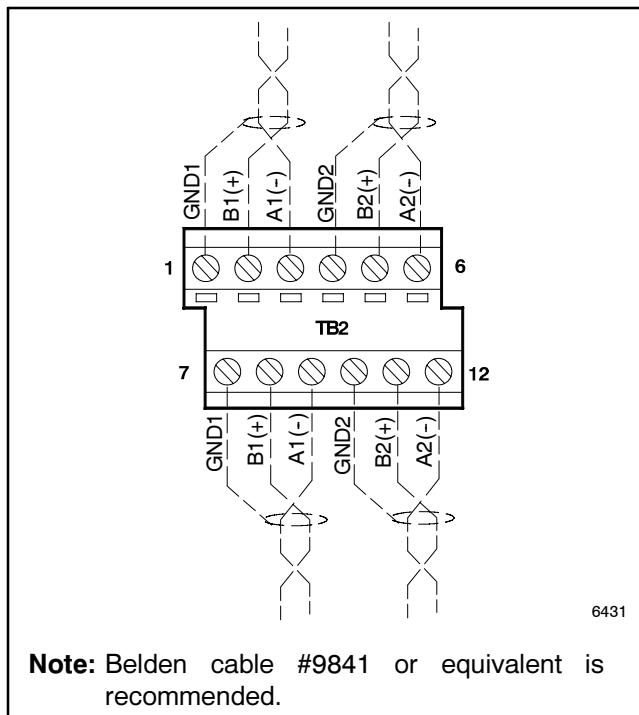 GND1 B1(+) A1(-) GND2 B2(+) A2(-)
1 6
TB2
7 12
GND1 B1(+) A1(-) GND2 B2(+) A2(-)
6431
Note: Belden cable #9841 or equivalent is
recommended.